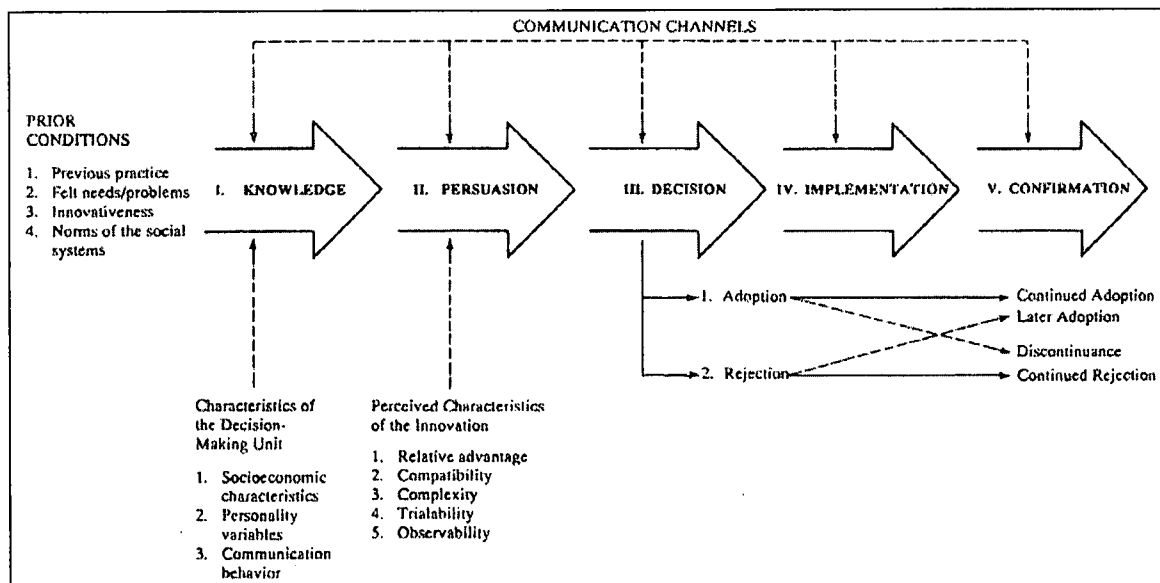 COMMUNICATION CHANNELS
PRIOR
CONDITIONS
1. Previous practice
2. Felt needs/problems
3. Innovativeness
4. Norms of the social
systems
I. KNOWLEDGE
II. PERSUASION
III. DECISION
IV. IMPLEMENTATION
V. CONFIRMATION
1. Adoption
2. Rejection
Continued Adoption
Later Adoption
Discontinuance
Continued Rejection
Characteristics of
the Decision-
Making Unit
1. Socioeconomic
characteristics
2. Personality
variables
3. Communication
behavior
Perceived Characteristics
of the Innovation
1. Relative advantage
2. Compatibility
3. Complexity
4. Trialability
5. Observability